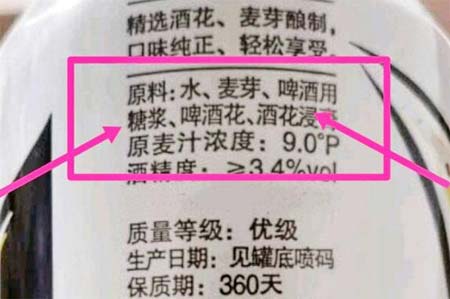 精选酒花、麦芽酿制，
口味纯正、轻松享受。
原料：水、麦芽、啤酒用
糖浆、啤酒花、酒花浸膏
原麦汁浓度：9.0°P
酒精度：≥3.4%vol
质量等级：优级
生产日期：见罐底喷码
保质期：360天